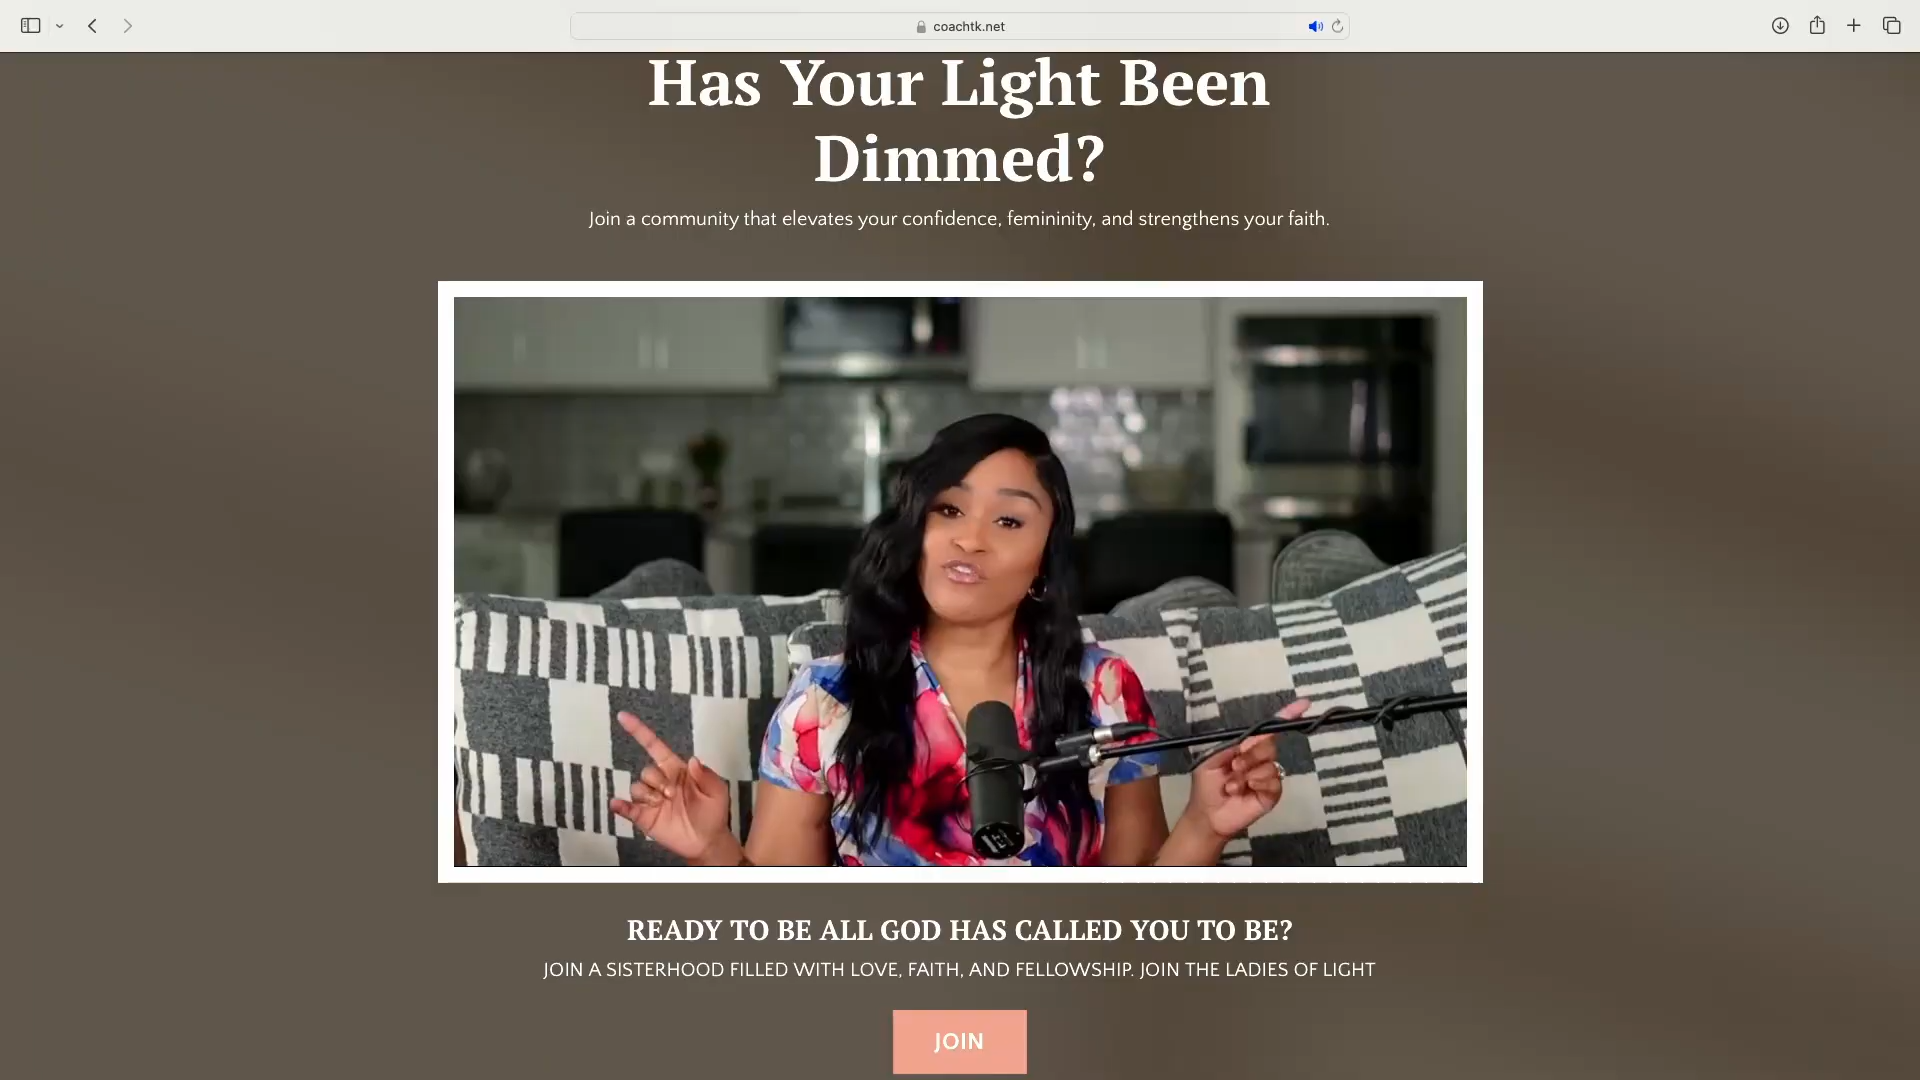 coachtk.net
Has Your Light Been
Dimmed?
Join a community that elevates your confidence, femininity, and strengthens your faith.
READY TO BE ALL GOD HAS CALLED YOU TO BE?
JOIN A SISTERHOOD FILLED WITH LOVE, FAITH, AND FELLOWSHIP. JOIN THE LADIES OF LIGHT
JOIN